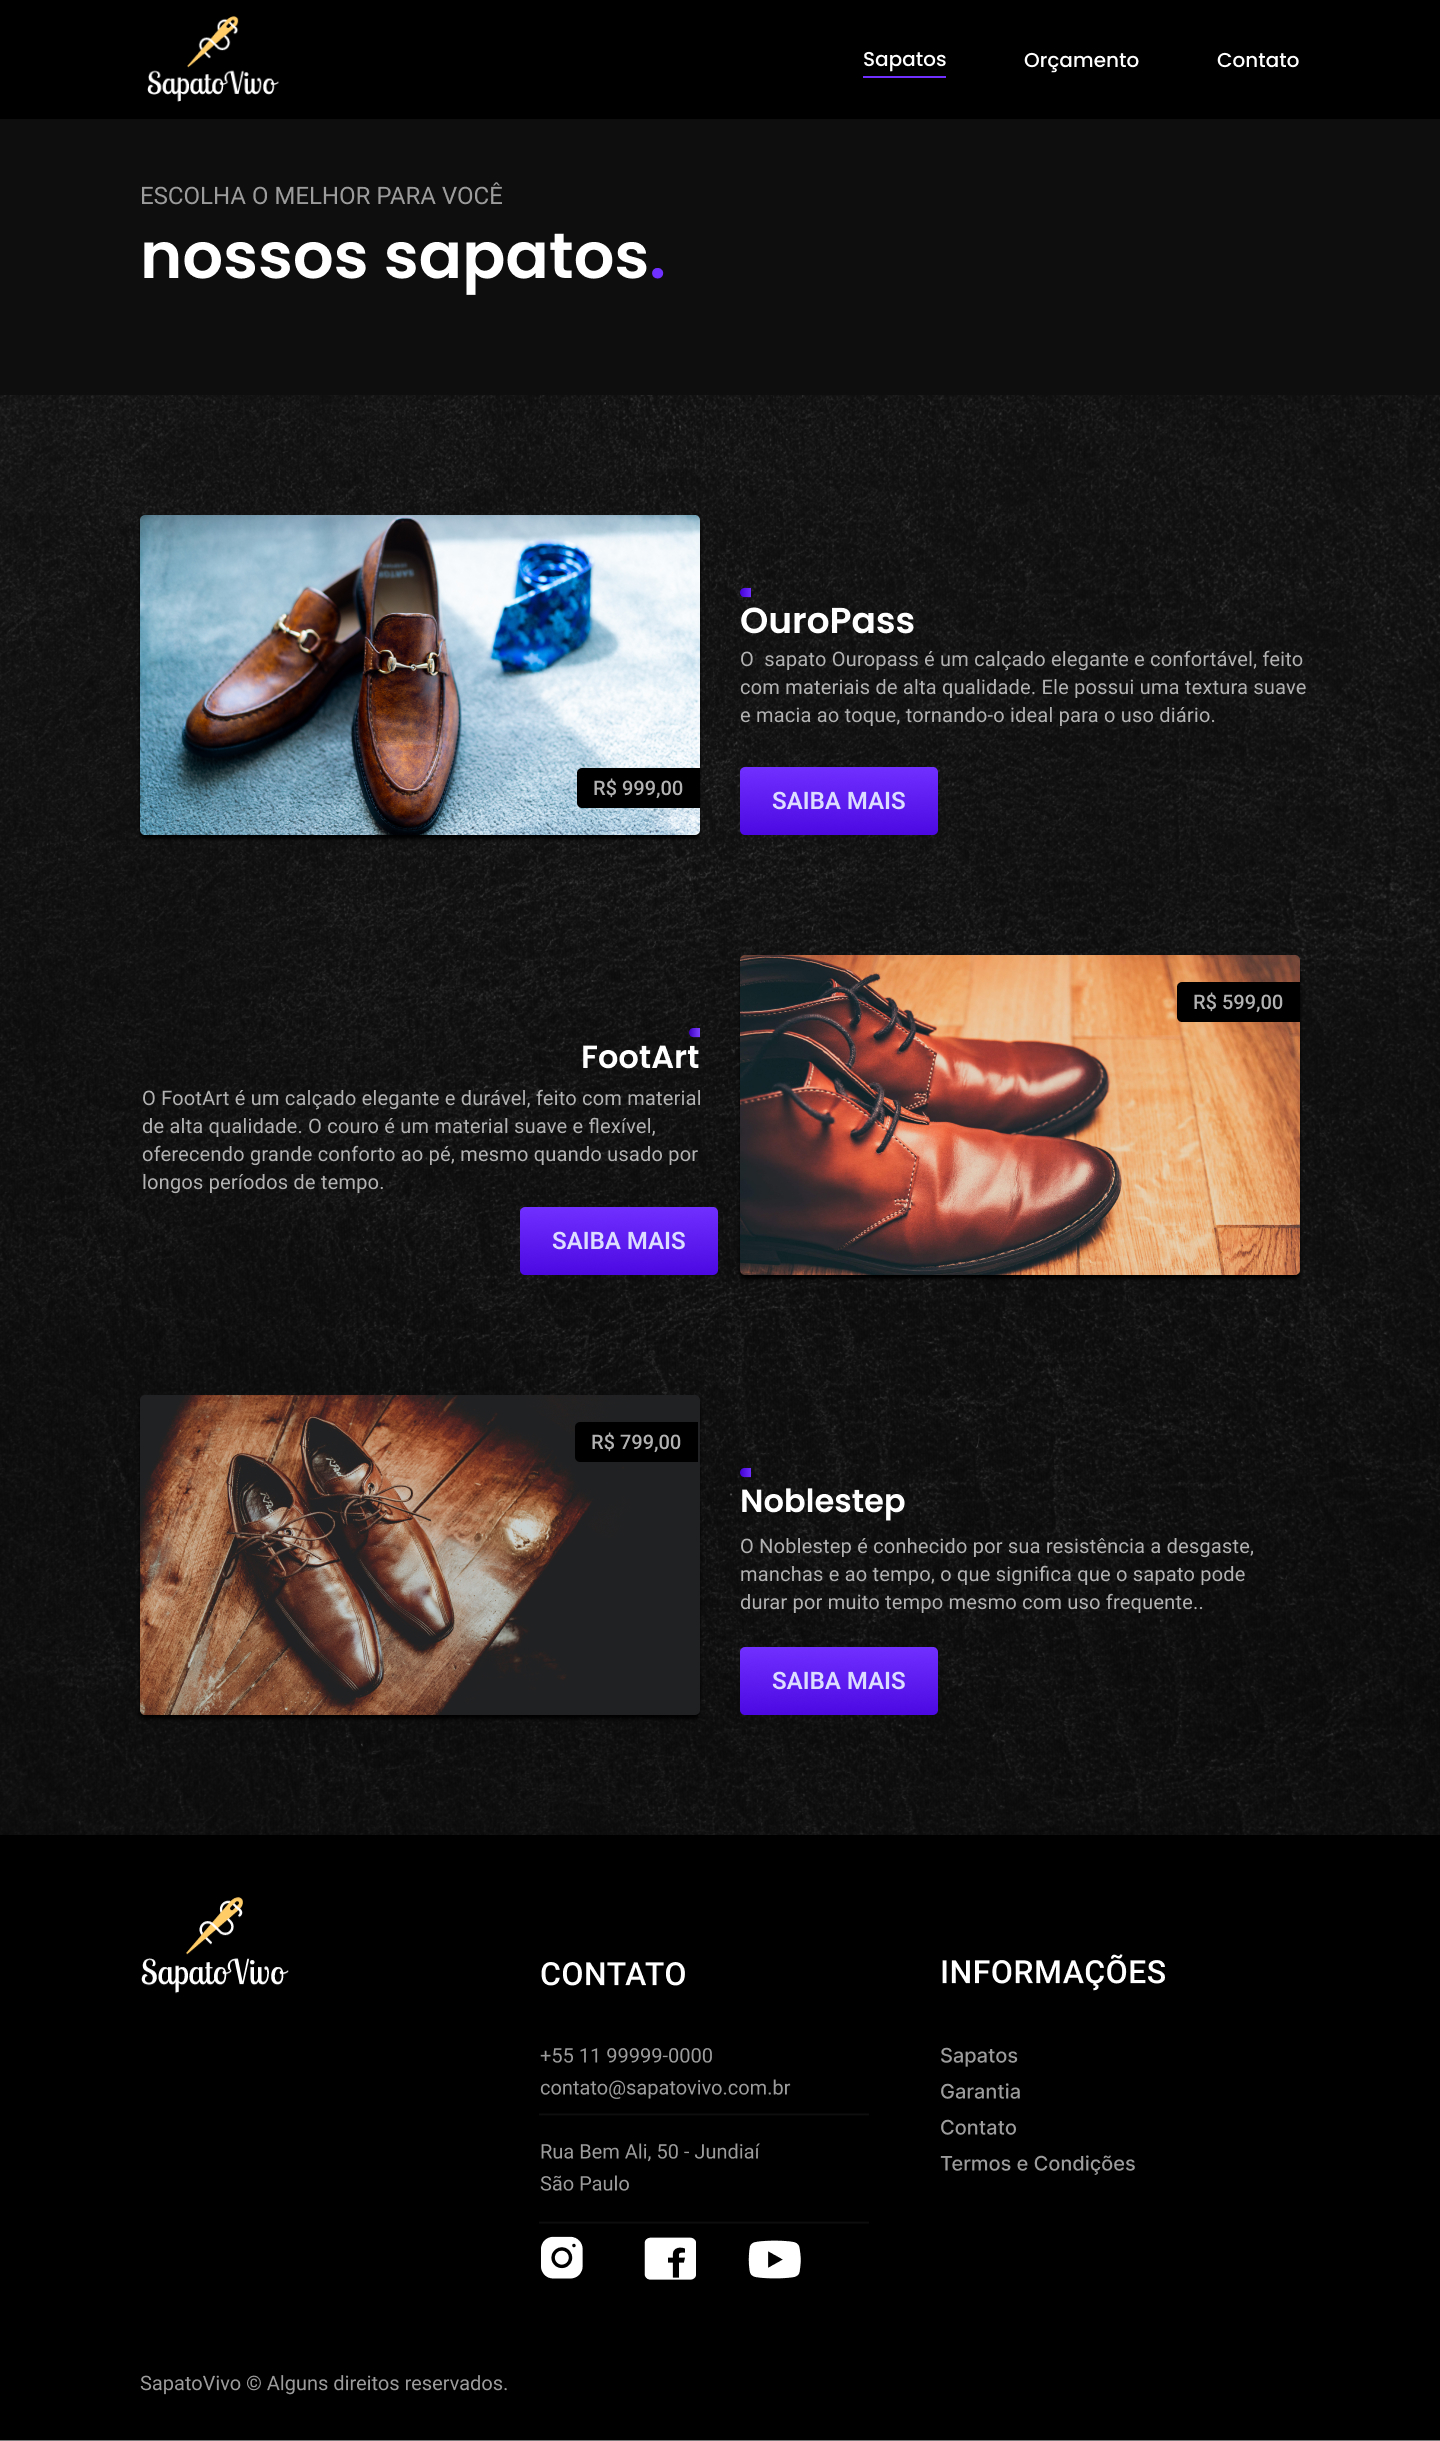 SapatoVivo
Sapatos
Orçamento
Contato
ESCOLHA O MELHOR PARA VOCÊ
nossos sapatos.
R$ 999,00
OuroPass
O  sapato Ouropass é um calçado elegante e confortável, feito
com materiais de alta qualidade. Ele possui uma textura suave
e macia ao toque, tornando-o ideal para o uso diário.
SAIBA MAIS
R$ 599,00
FootArt
O FootArt é um calçado elegante e durável, feito com material
de alta qualidade. O couro é um material suave e flexível,
oferecendo grande conforto ao pé, mesmo quando usado por
longos períodos de tempo.
SAIBA MAIS
R$ 799,00
Noblestep
O Noblestep é conhecido por sua resistência a desgaste,
manchas e ao tempo, o que significa que o sapato pode
durar por muito tempo mesmo com uso frequente..
SAIBA MAIS
SapatoVivo
CONTATO
+55 11 99999-0000
contato@sapatovivo.com.br
Rua Bem Ali, 50 - Jundiaí
São Paulo
INFORMAÇÕES
Sapatos
Garantia
Contato
Termos e Condições
SapatoVivo © Alguns direitos reservados.